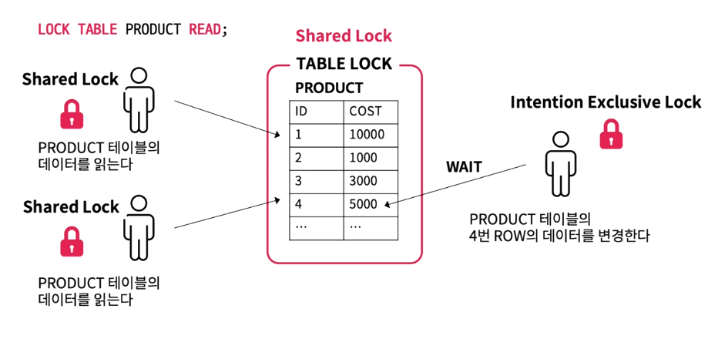 LOCK TABLE PRODUCT READ;
Shared Lock
TABLE LOCK
PRODUCT
ID COST
1 10000
2 1000
3 3000
4 5000
... ...
Shared Lock
PRODUCT 테이블의
데이터를 읽는다
Shared Lock
PRODUCT 테이블의
데이터를 읽는다
Intention Exclusive Lock
WAIT
PRODUCT 테이블의
4번 ROW의 데이터를 변경한다